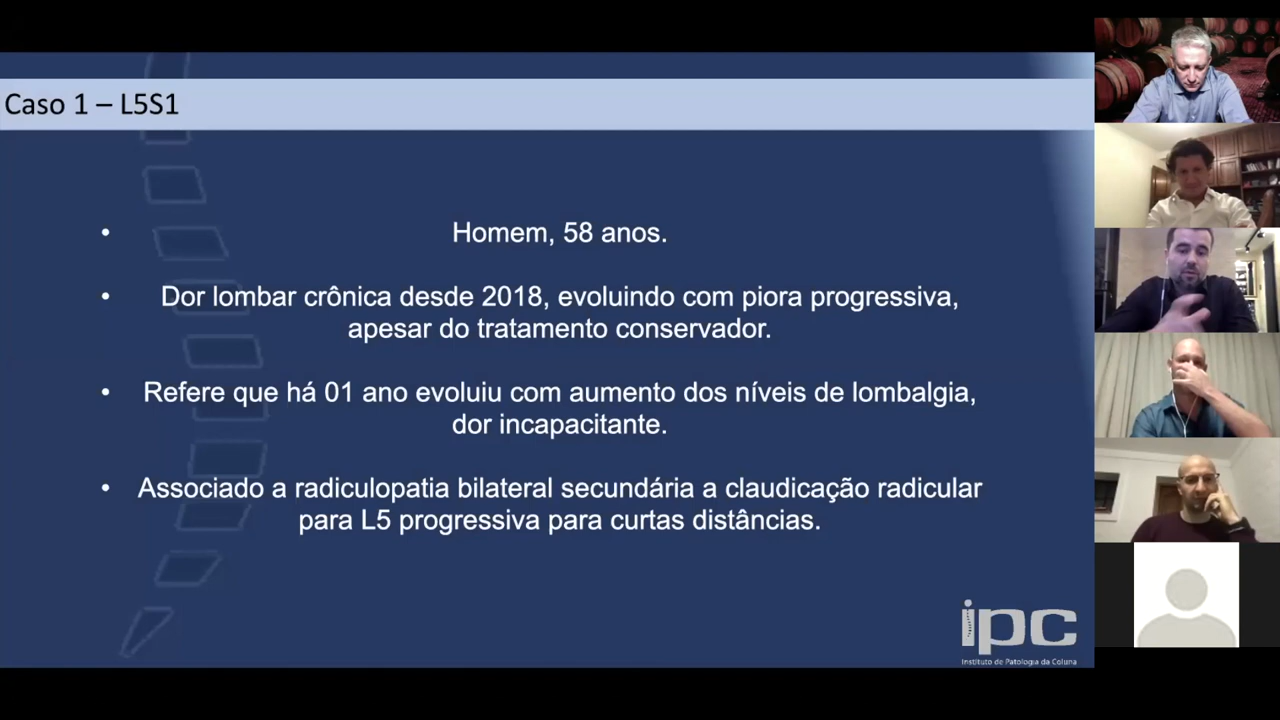 Caso 1 – L5S1
• Homem, 58 anos.
• Dor lombar crônica desde 2018, evoluindo com piora progressiva,
apesar do tratamento conservador.
• Refere que há 01 ano evoluiu com aumento dos níveis de lombalgia,
dor incapacitante.
• Associado a radiculopatia bilateral secundária a claudicação radicular
para L5 progressiva para curtas distâncias.
ipc
Instituto de Patologia da Coluna